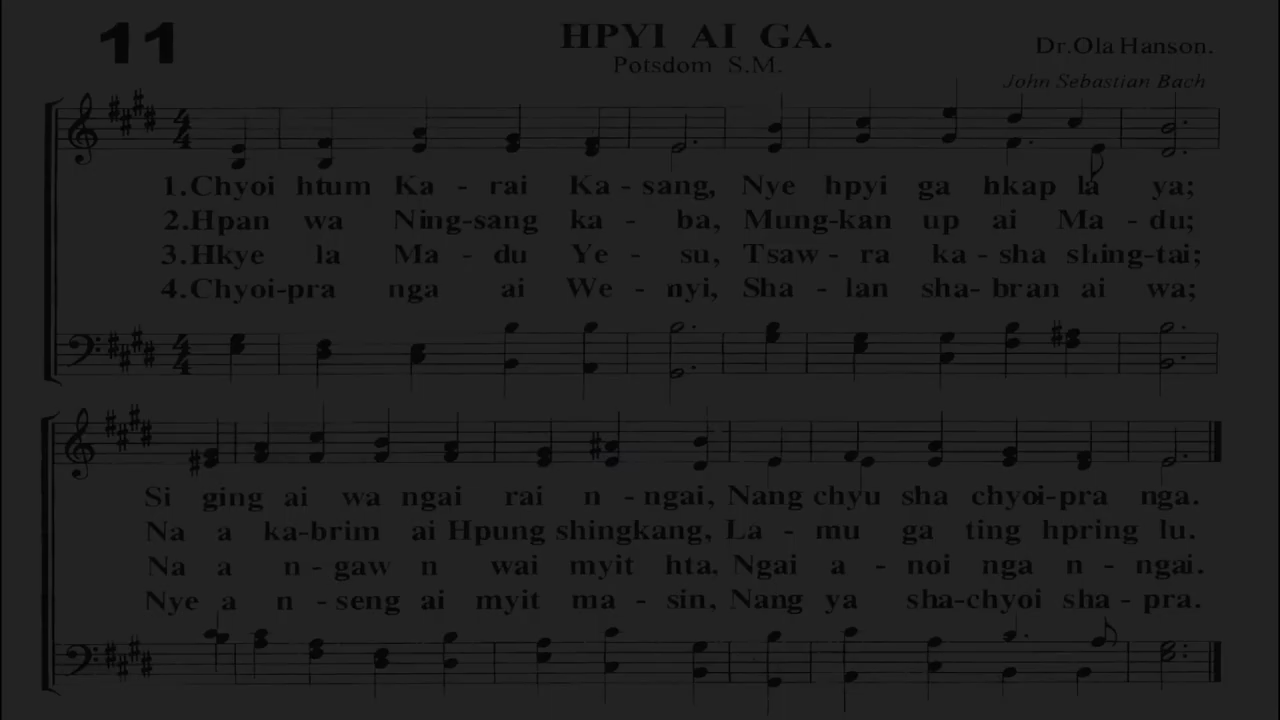 11
HPYI AI GA.
Dr.Ola Hanson.
Potsdom S.M.
John Sebastian Bach
1.Chyoi htum Ka - rai Ka - sang, Nye hpyi ga hkap la ya;
2.Hpan wa Ning-sang ka - ba, Mung-kan up ai Ma - du;
3.Hkye la Ma - du Ye - su, Tsaw - ra ka - sha shing-tai;
4.Chyoi-pra nga ai We - nyi, Sha - lan sha- bran ai wa;
Si ging ai wa ngai rai n - ngai, Nang chyu sha chyoi-pra nga.
Na a ka-brim ai Hpung shingkang, La - mu ga ting hpring lu.
Na a n - gaw n wai myit hta, Ngai a - noi nga n - ngai.
Nye a n - seng ai myit ma - sin, Nang ya sha-chyoi sha - pra.